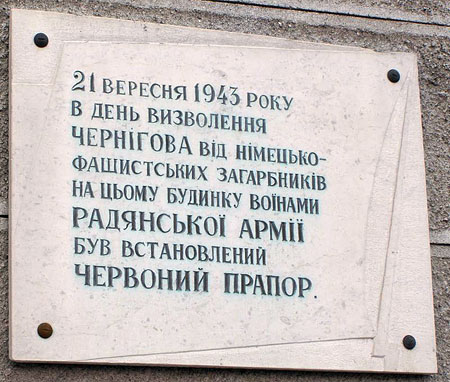 21 ВЕРЕСНЯ 1943 РОКУ
В ДЕНЬ ВИЗВОЛЕННЯ
ЧЕРНІГОВА ВІД НІМЕЦЬКО-
ФАШИСТСЬКИХ ЗАГАРБНИКІВ
НА ЦЬОМУ БУДИНКУ ВОЇНАМИ
РАДЯНСЬКОЇ АРМІЇ
БУВ ВСТАНОВЛЕНИЙ
ЧЕРВОНИЙ ПРАПОР.